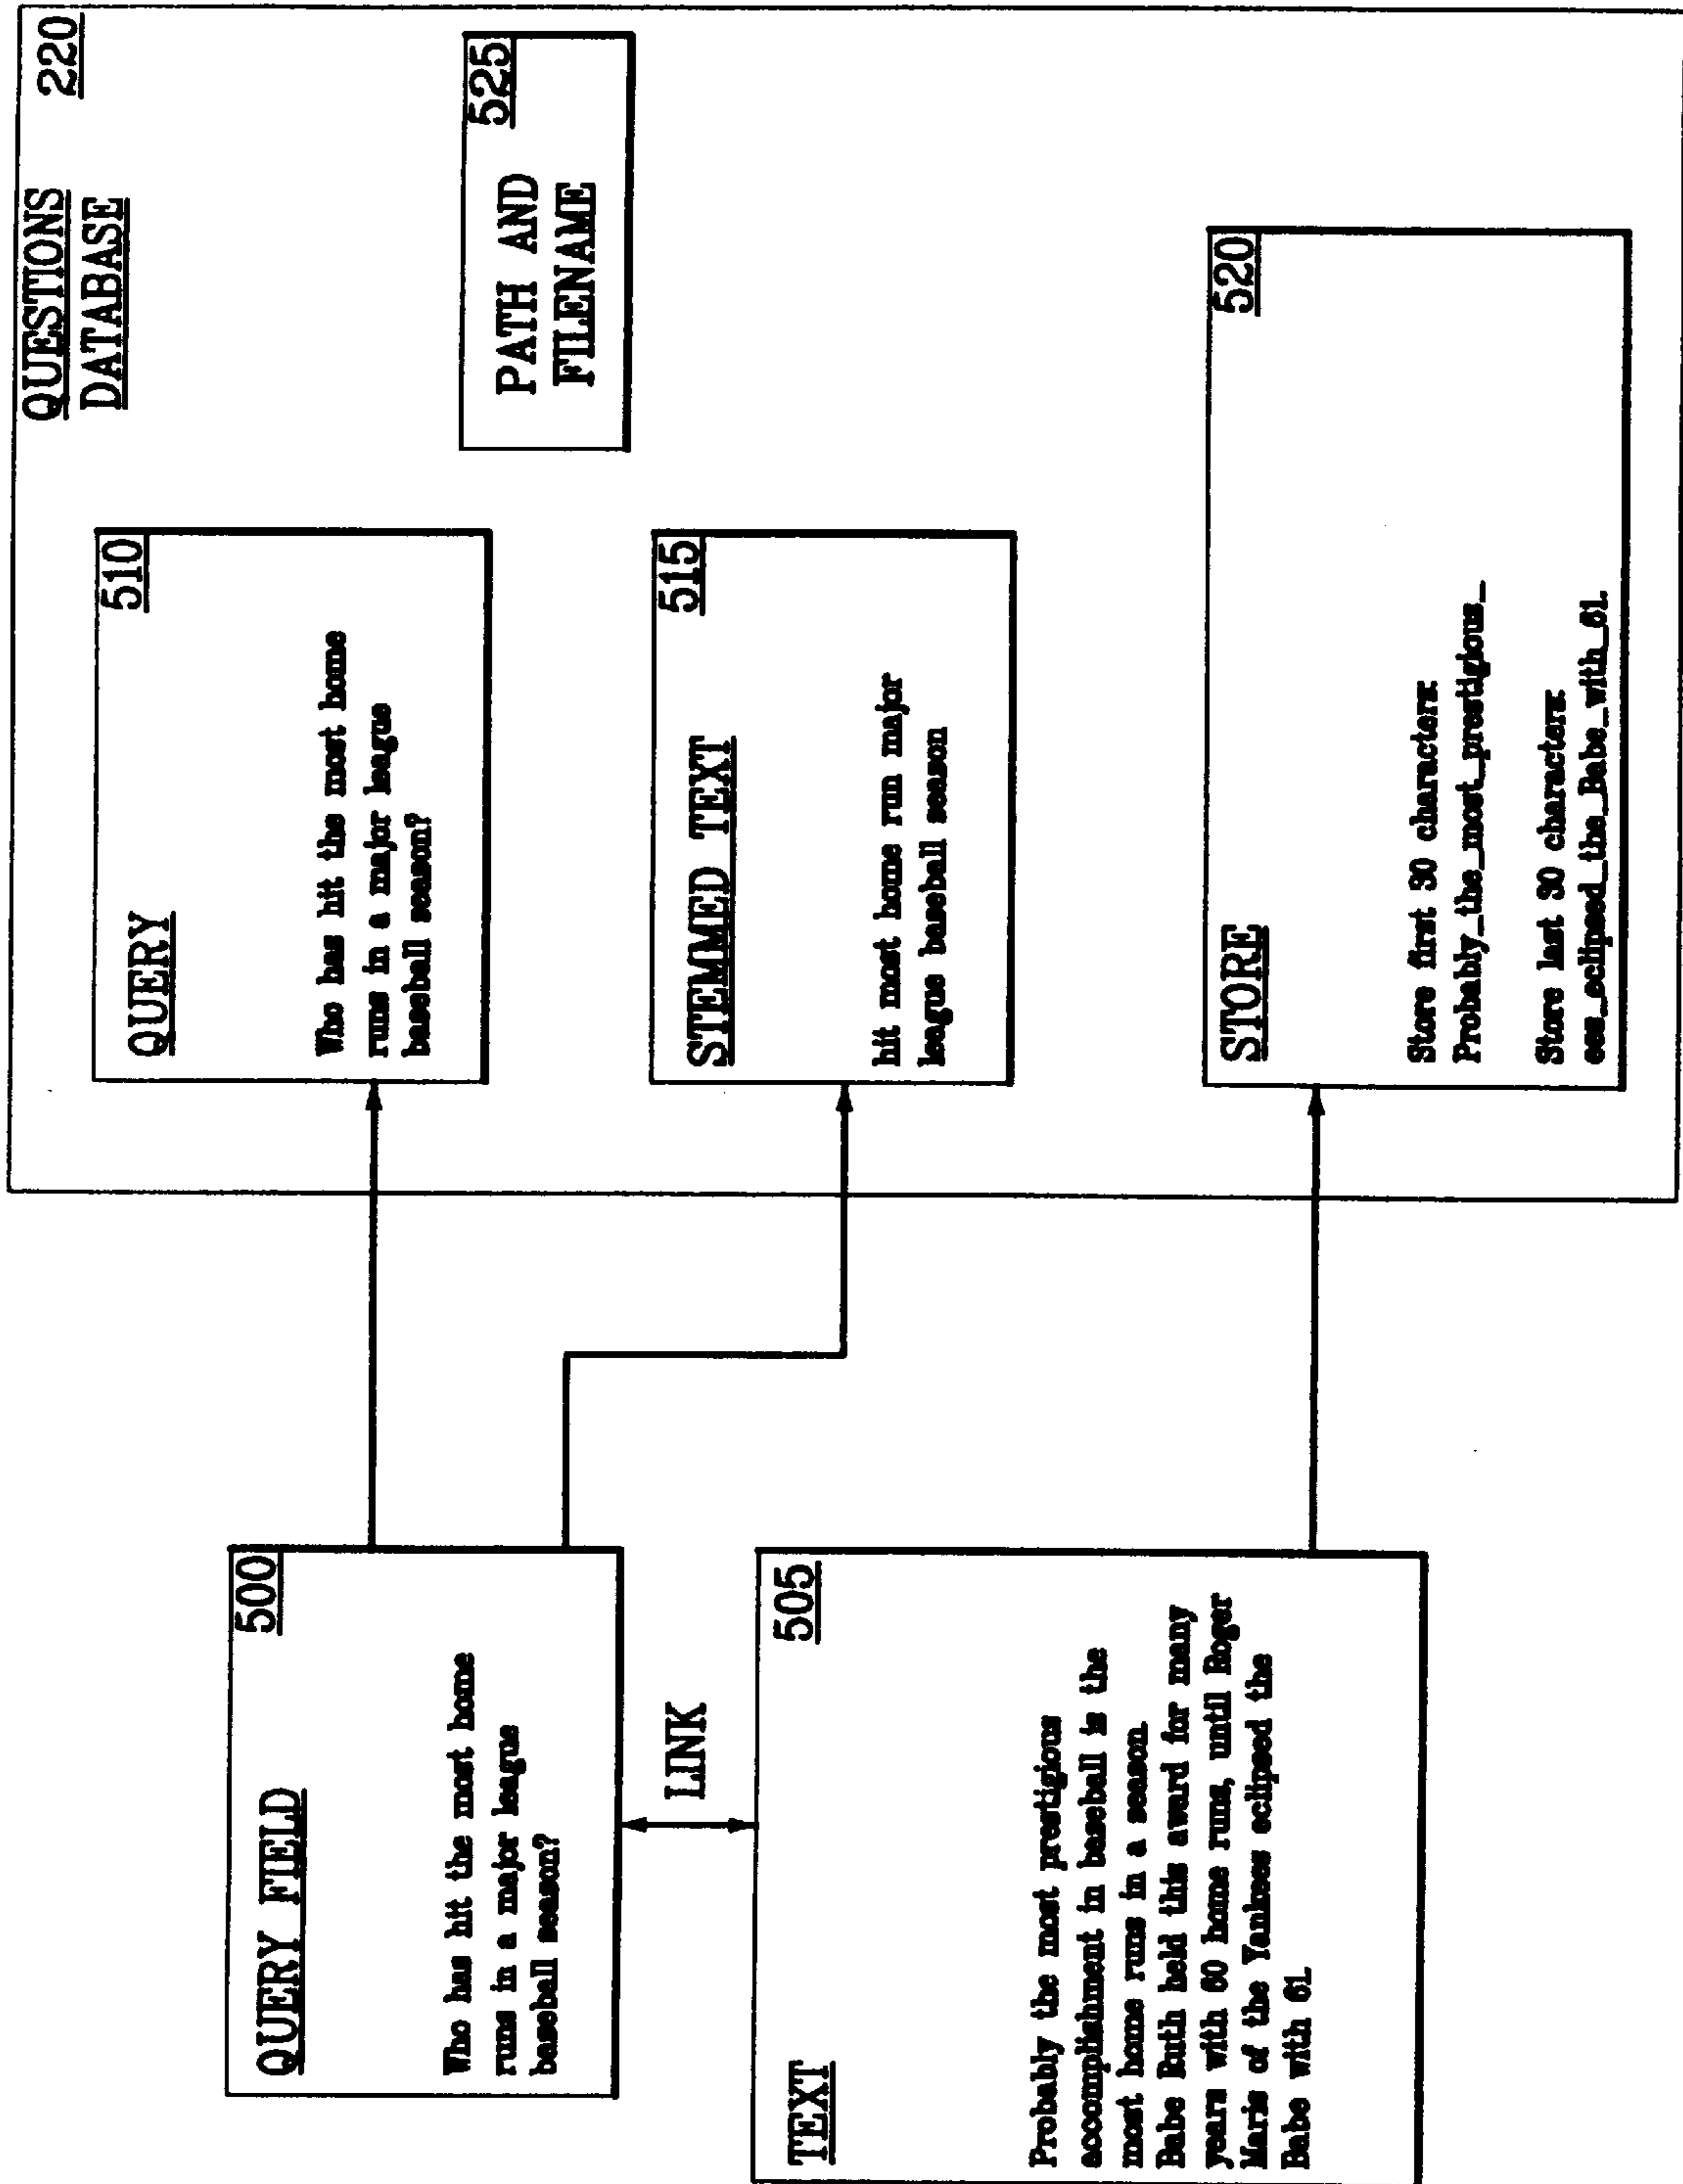 QUERY FIELD 500
Who has hit the most home
runs in a major league
baseball season?
LINK
TEXT 505
Probably the most prestigious
accomplishment in baseball is the
most home runs in a season.
Babe Ruth held this award for many
years with 60 home runs, until Roger
Maris of the Yankees eclipsed the
Babe with 61.
QUESTIONS 220
DATABASE
QUERY 510
Who has hit the most home
runs in a major league
baseball season?
STEMMED TEXT 515
hit most home run major
league baseball season
PATH AND 525
FILENAME
STORE 520
Store first 30 characters:
Probably_the_most_prestigious_
Store last 30 characters:
ees_eclipsed_the_Babe_with_61.